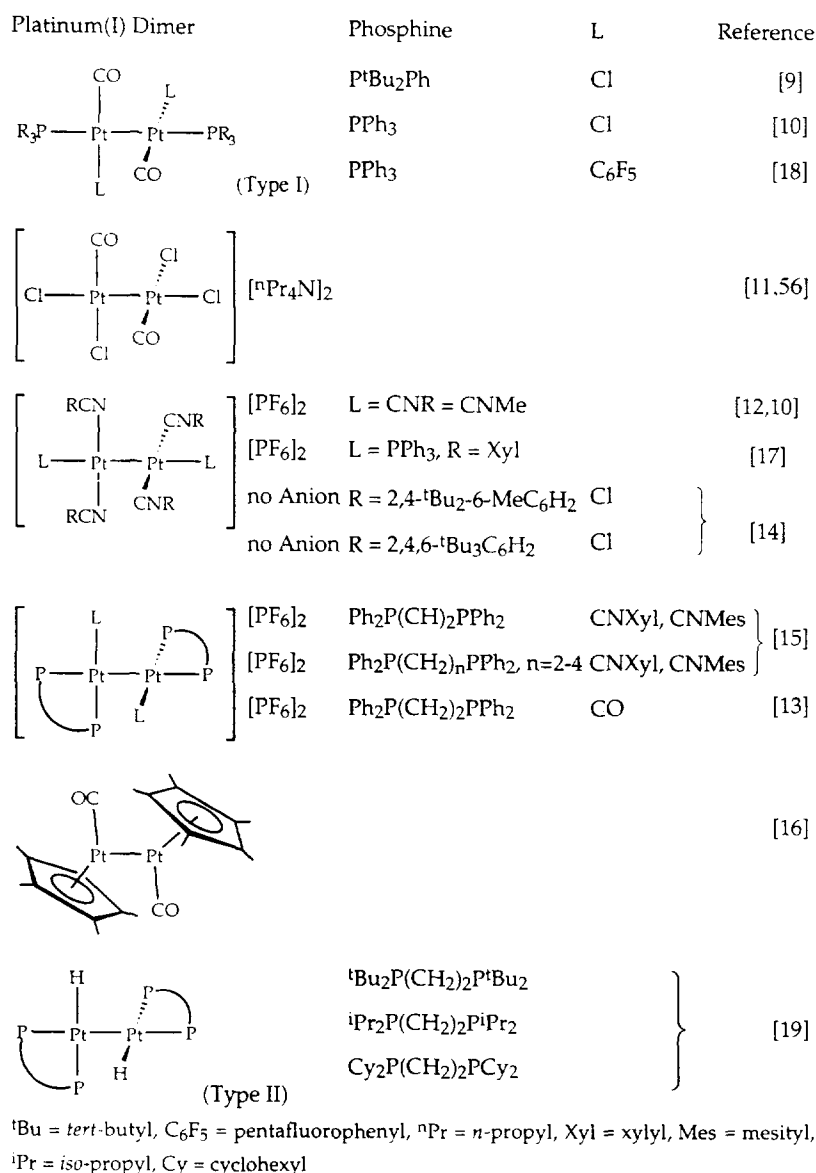 Platinum(I) Dimer Phosphine L Reference
CO L PᵗBu₂Ph Cl [9]
R₃P Pt Pt PR₃ PPh₃ Cl [10]
L CO (Type I) PPh₃ C₆F₅ [18]
CO Cl
Cl Pt Pt Cl [ⁿPr₄N]₂ [11,56]
Cl CO
RCN CNR [PF₆]₂ L = CNR = CNMe [12,10]
L Pt Pt L [PF₆]₂ L = PPh₃, R = Xyl [17]
RCN CNR no Anion R = 2,4-ᵗBu₂-6-MeC₆H₂ Cl
no Anion R = 2,4,6-ᵗBu₃C₆H₂ Cl [14]
L P [PF₆]₂ Ph₂P(CH)₂PPh₂ CNXyl, CNMes
P Pt Pt P [PF₆]₂ Ph₂P(CH₂)ₙPPh₂, n=2-4 CNXyl, CNMes [15]
P L [PF₆]₂ Ph₂P(CH₂)₂PPh₂ CO [13]
OC
Pt Pt [16]
CO
H P ᵗBu₂P(CH₂)₂PᵗBu₂
P Pt Pt P ⁱPr₂P(CH₂)₂PⁱPr₂ [19]
P H (Type II) Cy₂P(CH₂)₂PCy₂
ᵗBu = tert-butyl, C₆F₅ = pentafluorophenyl, ⁿPr = n-propyl, Xyl = xylyl, Mes = mesityl,
ⁱPr = iso-propyl, Cy = cyclohexyl